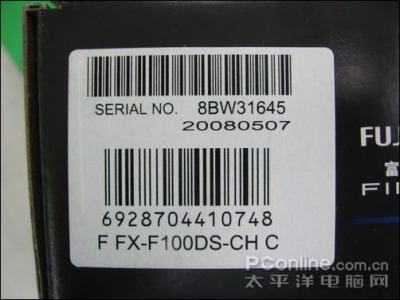 SERIAL NO. 8BW31645
20080507
6928704410748
F FX-F100DS-CH C
FUJ
富
FI
PConline.com.cn
太平洋电脑网